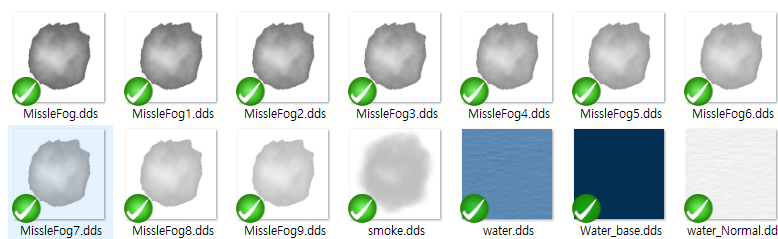 MissleFog.dds
MissleFog1.dds
MissleFog2.dds
MissleFog3.dds
MissleFog4.dds
MissleFog5.dds
MissleFog6.dds
MissleFog7.dds
MissleFog8.dds
MissleFog9.dds
smoke.dds
water.dds
Water_base.dds
water_Normal.dd